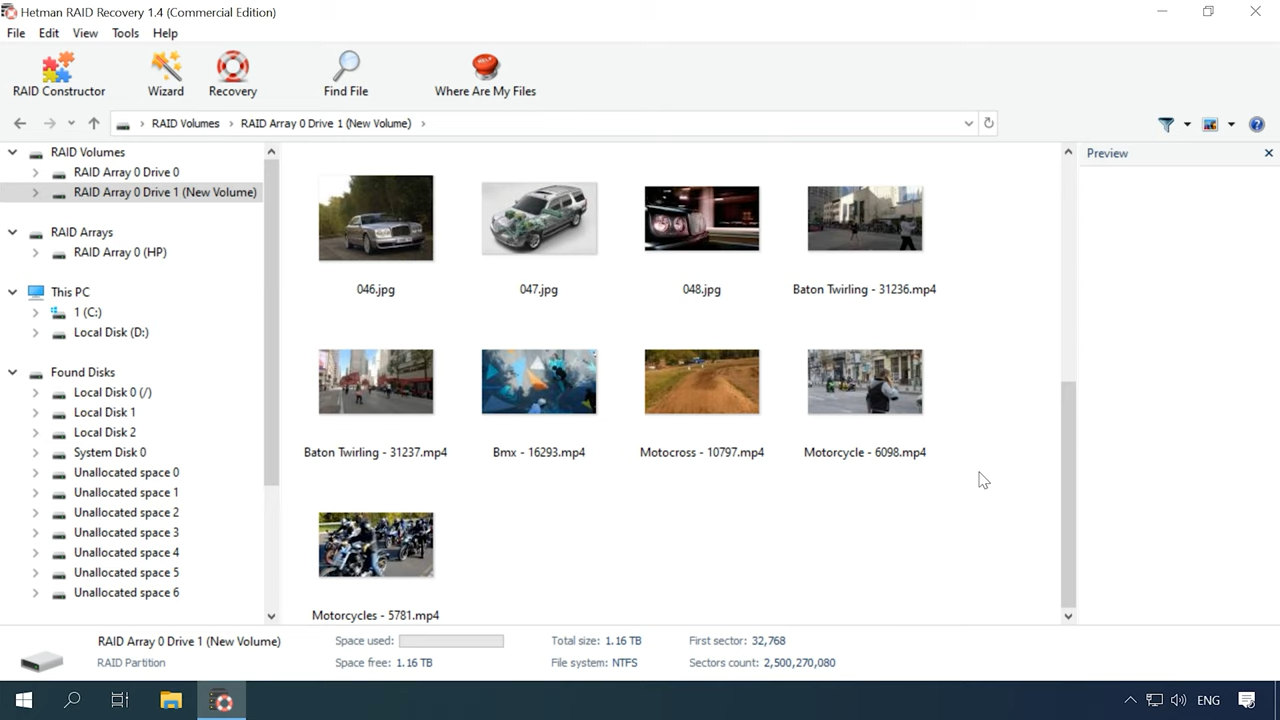 Hetman RAID Recovery 1.4 (Commercial Edition)
File Edit View Tools Help
RAID Constructor Wizard Recovery Find File Where Are My Files
RAID Volumes RAID Array 0 Drive 1 (New Volume)
RAID Volumes
RAID Array 0 Drive 0
RAID Array 0 Drive 1 (New Volume)
RAID Arrays
RAID Array 0 (HP)
This PC
1 (C:)
Local Disk (D:)
Found Disks
Local Disk 0 (/)
Local Disk 1
Local Disk 2
System Disk 0
Unallocated space 0
Unallocated space 1
Unallocated space 2
Unallocated space 3
Unallocated space 4
Unallocated space 5
Unallocated space 6
046.jpg 047.jpg 048.jpg Baton Twirling - 31236.mp4
Baton Twirling - 31237.mp4 Bmx - 16293.mp4 Motocross - 10797.mp4 Motorcycle - 6098.mp4
Motorcycles - 5781.mp4
Preview
RAID Array 0 Drive 1 (New Volume) Space used: Total size: 1.16 TB First sector: 32,768
RAID Partition Space free: 1.16 TB File system: NTFS Sectors count: 2,500,270,080
ENG